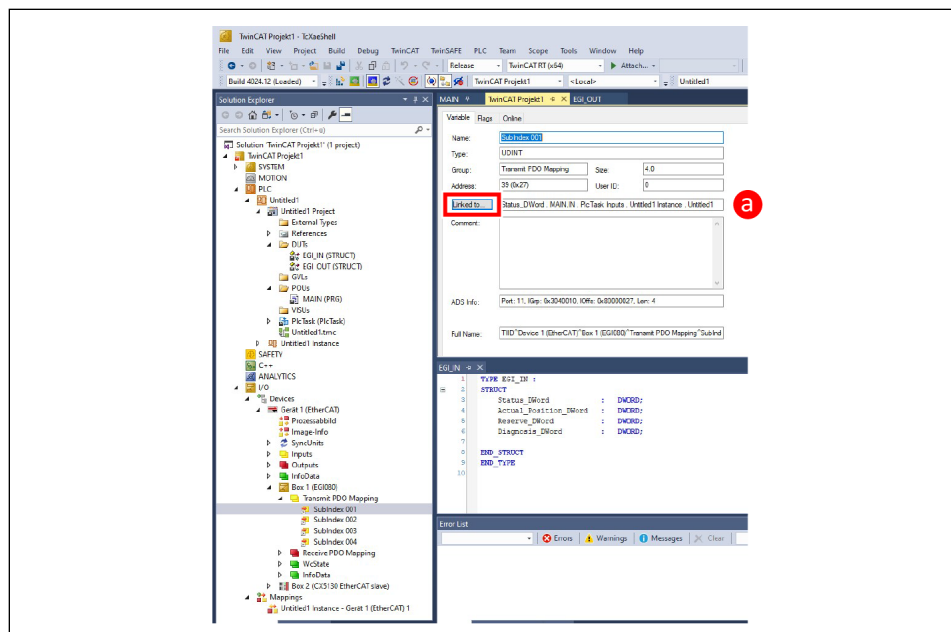 TwinCAT Projekt1 - TcXaeShell
File Edit View Project Build Debug TwinCAT TwinSAFE PLC Team Scope Tools Window Help
Release TwinCAT RT (x64) Attach...
Build 4024.12 (Loaded) TwinCAT Projekt1 <Local> Untitled1
Solution Explorer
Search Solution Explorer (Ctrl+ü)
Solution 'TwinCAT Projekt1' (1 project)
TwinCAT Projekt1
SYSTEM
MOTION
PLC
Untitled1
Untitled1 Project
External Types
References
DUTs
EGI_IN (STRUCT)
EGI_OUT (STRUCT)
GVLs
POUs
MAIN (PRG)
VISUs
PlcTask (PlcTask)
Untitled1.tmc
Untitled1 Instance
SAFETY
C++
ANALYTICS
I/O
Devices
Gerät 1 (EtherCAT)
Prozessabbild
Image-Info
SyncUnits
Inputs
Outputs
InfoData
Box 1 (EGI080)
Transmit PDO Mapping
SubIndex 001
SubIndex 002
SubIndex 003
SubIndex 004
Receive PDO Mapping
WcState
InfoData
Box 2 (CX5130 EtherCAT slave)
Mappings
Untitled1 Instance - Gerät 1 (EtherCAT) 1
MAIN TwinCAT Projekt1 EGI_OUT
Variable Flags Online
Name: SubIndex 001
Type: UDINT
Group: Transmit PDO Mapping Size: 4.0
Address: 39 (0x27) User ID: 0
Linked to... Status_DWord . MAIN.IN . PlcTask Inputs . Untitled1 Instance . Untitled1
a
Comment:
ADS Info: Port: 11, IGrp: 0x3040010, IOffs: 0x80000027, Len: 4
Full Name: TIID^Device 1 (EtherCAT)^Box 1 (EGI080)^Transmit PDO Mapping^SubInd
EGI_IN
1 TYPE EGI_IN :
2 STRUCT
3 Status_DWord : DWORD;
4 Actual_Position_DWord : DWORD;
5 Reserve_DWord : DWORD;
6 Diagnosis_DWord : DWORD;
7
8 END_STRUCT
9 END_TYPE
10
Error List
Errors Warnings Messages Clear